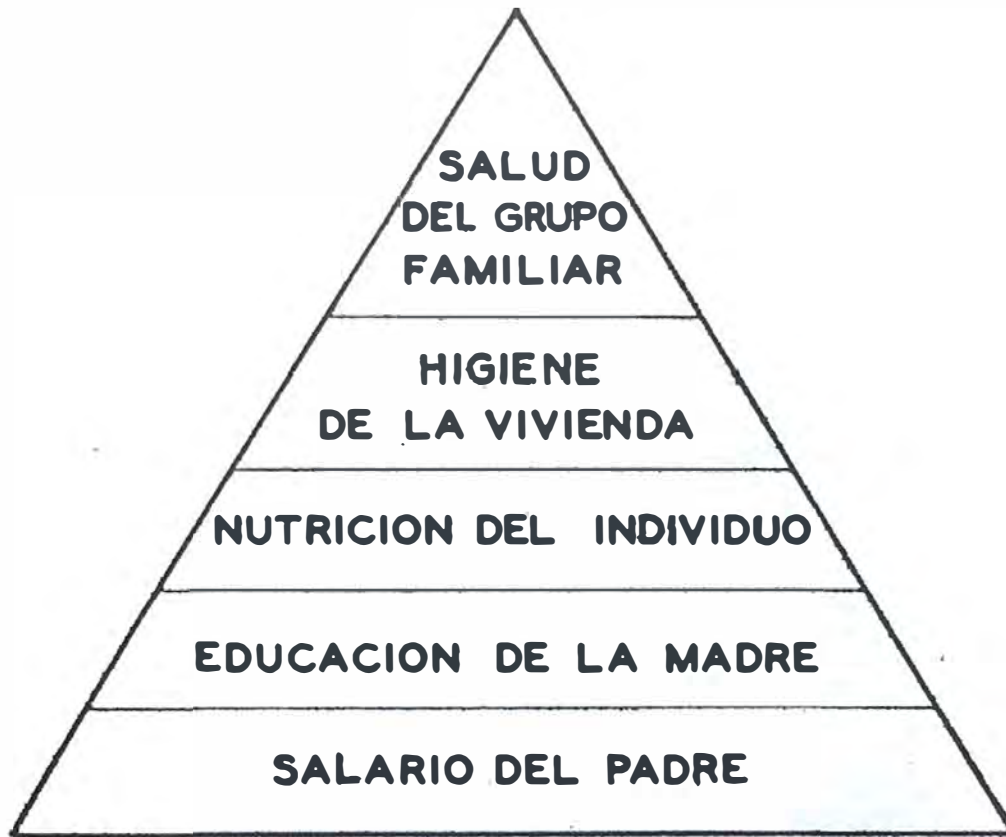 SALUD
DEL GRUPO
FAMILIAR
HIGIENE
DE LA VIVIENDA
NUTRICION DEL INDIVIDUO
EDUCACION DE LA MADRE
SALARIO DEL PADRE